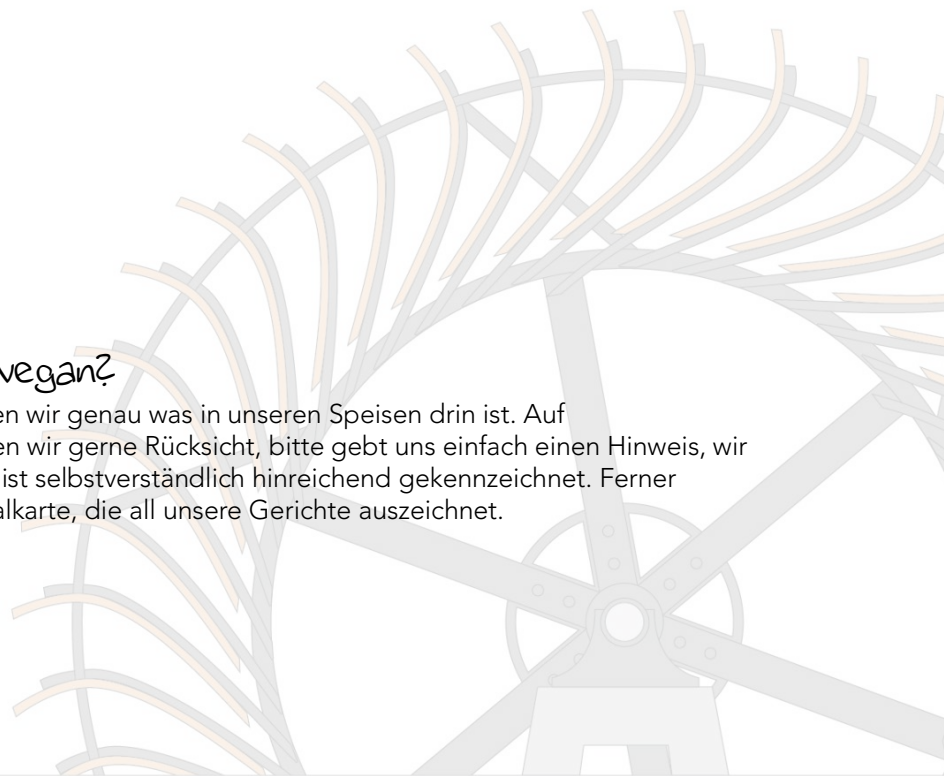 vegan?
en wir genau was in unseren Speisen drin ist. Auf
en wir gerne Rücksicht, bitte gebt uns einfach einen Hinweis, wir
ist selbstverständlich hinreichend gekennzeichnet. Ferner
alkarte, die all unsere Gerichte auszeichnet.